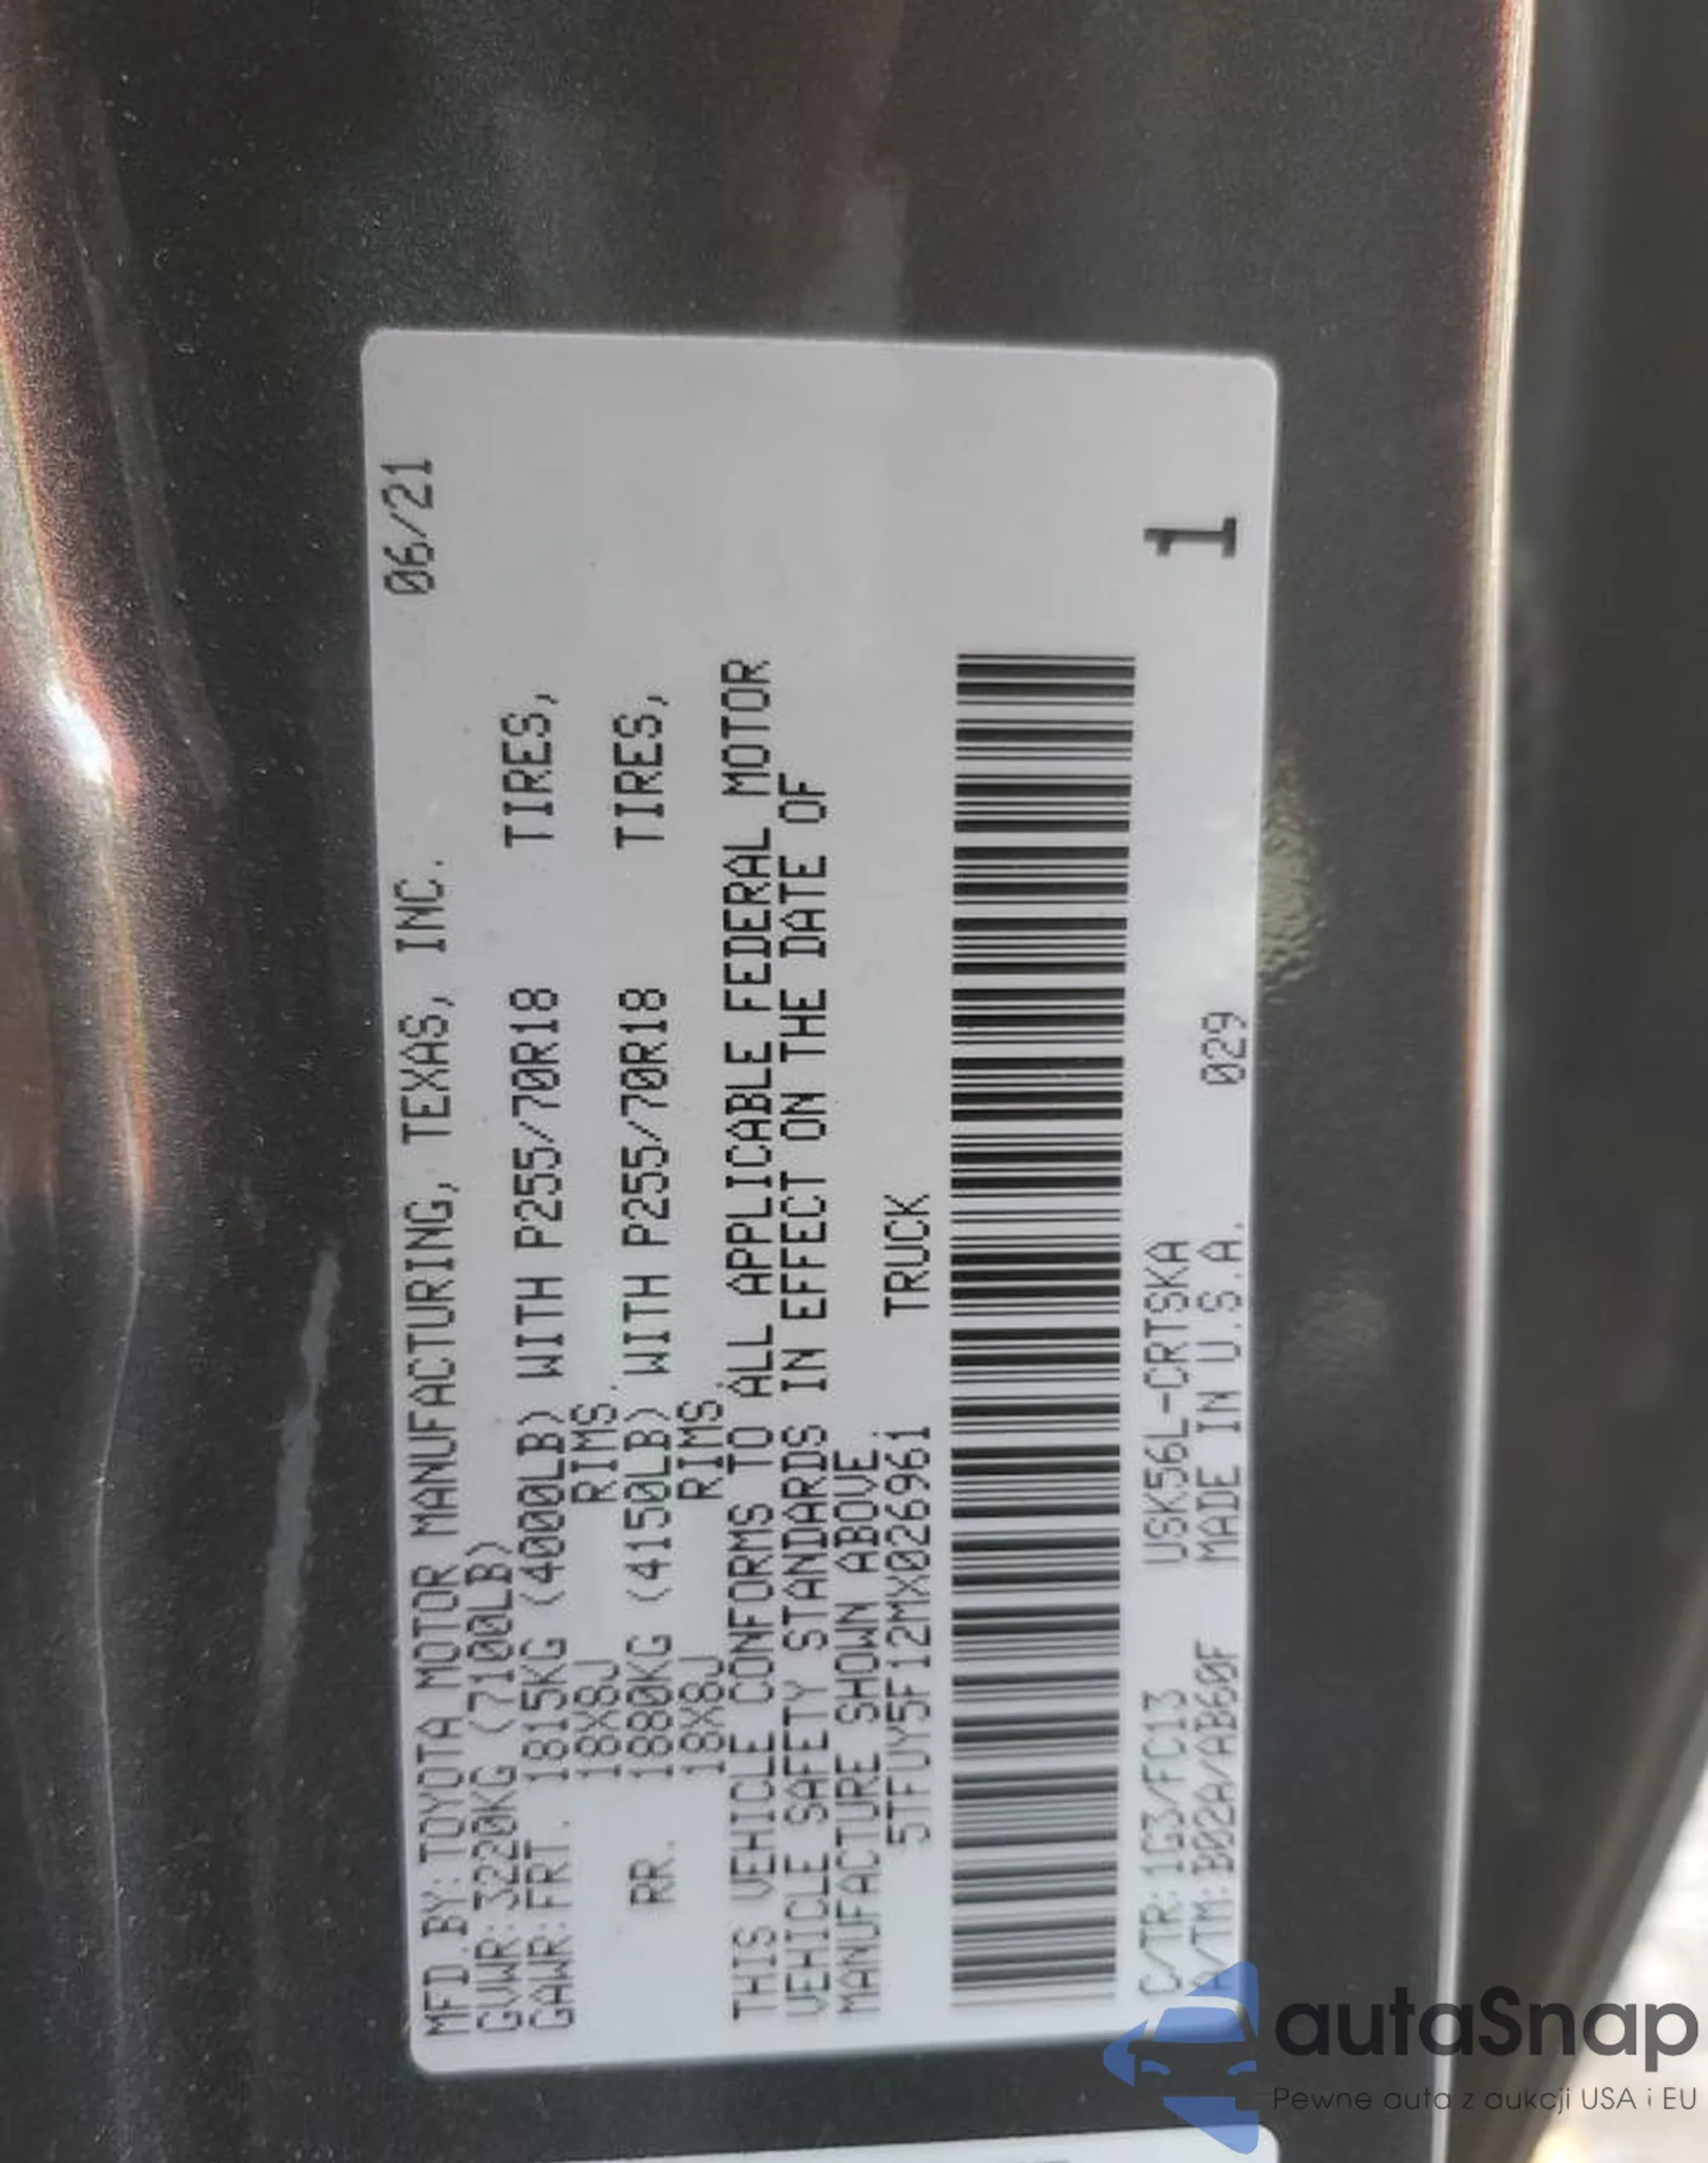 MFD.BY:TOYOTA MOTOR MANUFACTURING, TEXAS, INC. 06/21
GVWR:3220KG (7100LB)
GAWR:FRT. 1815KG (4000LB) WITH P255/70R18 TIRES,
18X8J RIMS.
RR. 1880KG (4150LB) WITH P255/70R18 TIRES,
18X8J RIMS.
THIS VEHICLE CONFORMS TO ALL APPLICABLE FEDERAL MOTOR
VEHICLE SAFETY STANDARDS IN EFFECT ON THE DATE OF
MANUFACTURE SHOWN ABOVE.
5TFUY5F12MX026961 TRUCK
C/TR:1G3/FC13 USK56L-CRTSKA 1
A/TM:B02A/AB60F MADE IN U.S.A. 029
autaSnap
Pewne auta z aukcji USA i EU